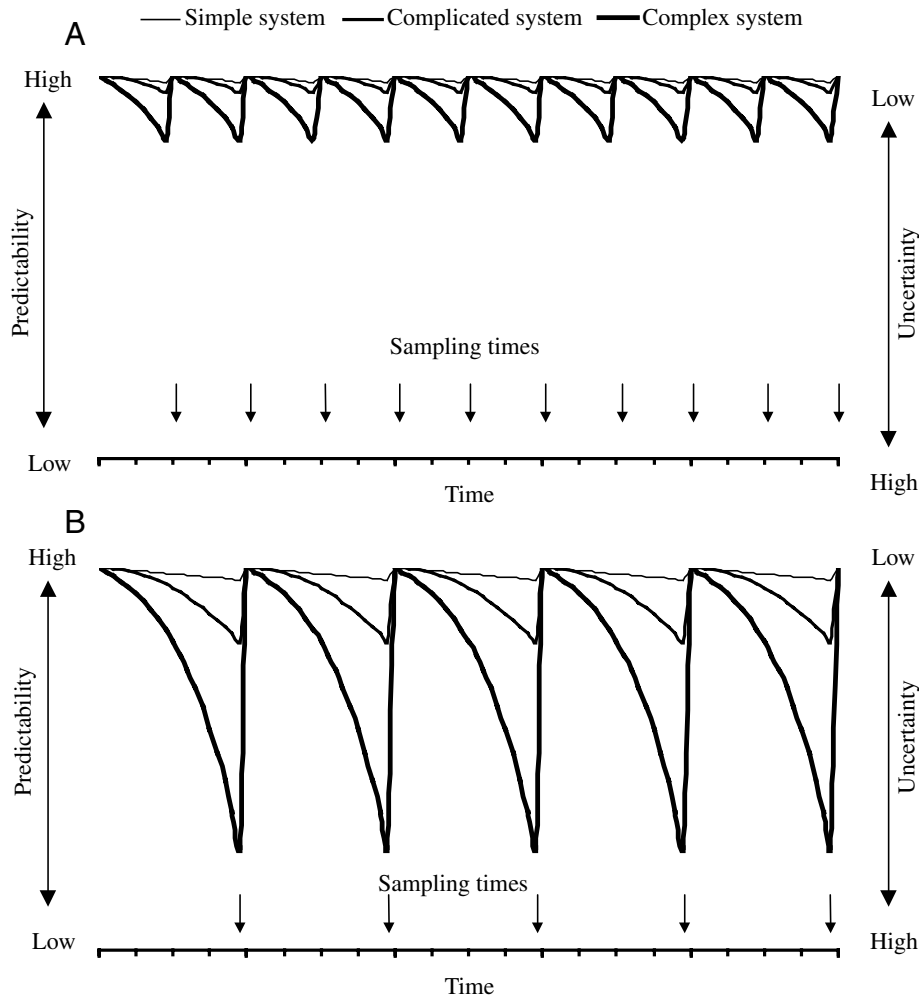 Simple system Complicated system Complex system
A
High
Low
Predictability
Uncertainty
Sampling times
Low
High
Time
B
High
Low
Predictability
Uncertainty
Sampling times
Low
High
Time